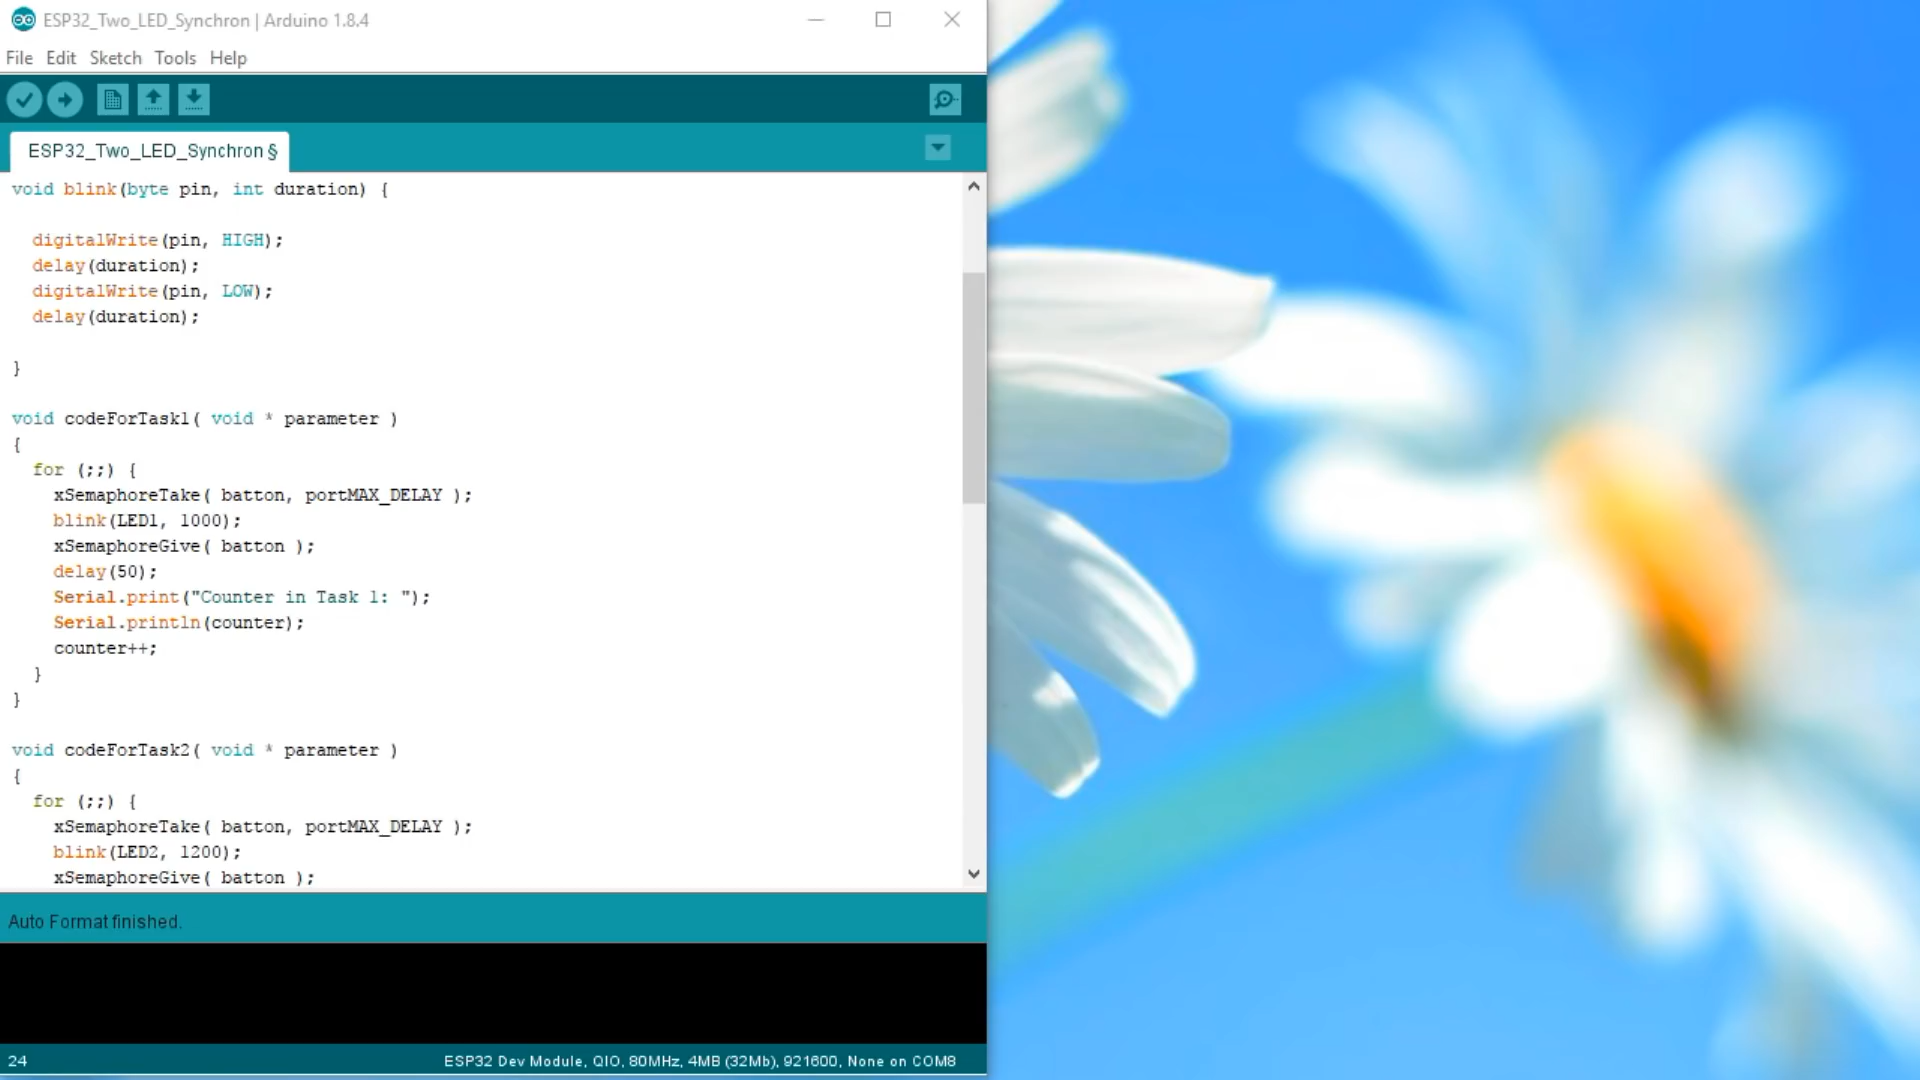 ESP32_Two_LED_Synchron | Arduino 1.8.4
File Edit Sketch Tools Help
ESP32_Two_LED_Synchron §
void blink(byte pin, int duration) {
digitalWrite(pin, HIGH);
delay(duration);
digitalWrite(pin, LOW);
delay(duration);
}
void codeForTask1( void * parameter )
{
for (;;) {
xSemaphoreTake( batton, portMAX_DELAY );
blink(LED1, 1000);
xSemaphoreGive( batton );
delay(50);
Serial.print("Counter in Task 1: ");
Serial.println(counter);
counter++;
}
}
void codeForTask2( void * parameter )
{
for (;;) {
xSemaphoreTake( batton, portMAX_DELAY );
blink(LED2, 1200);
xSemaphoreGive( batton );
Auto Format finished.
24 ESP32 Dev Module, QIO, 80MHz, 4MB (32Mb), 921600, None on COM8